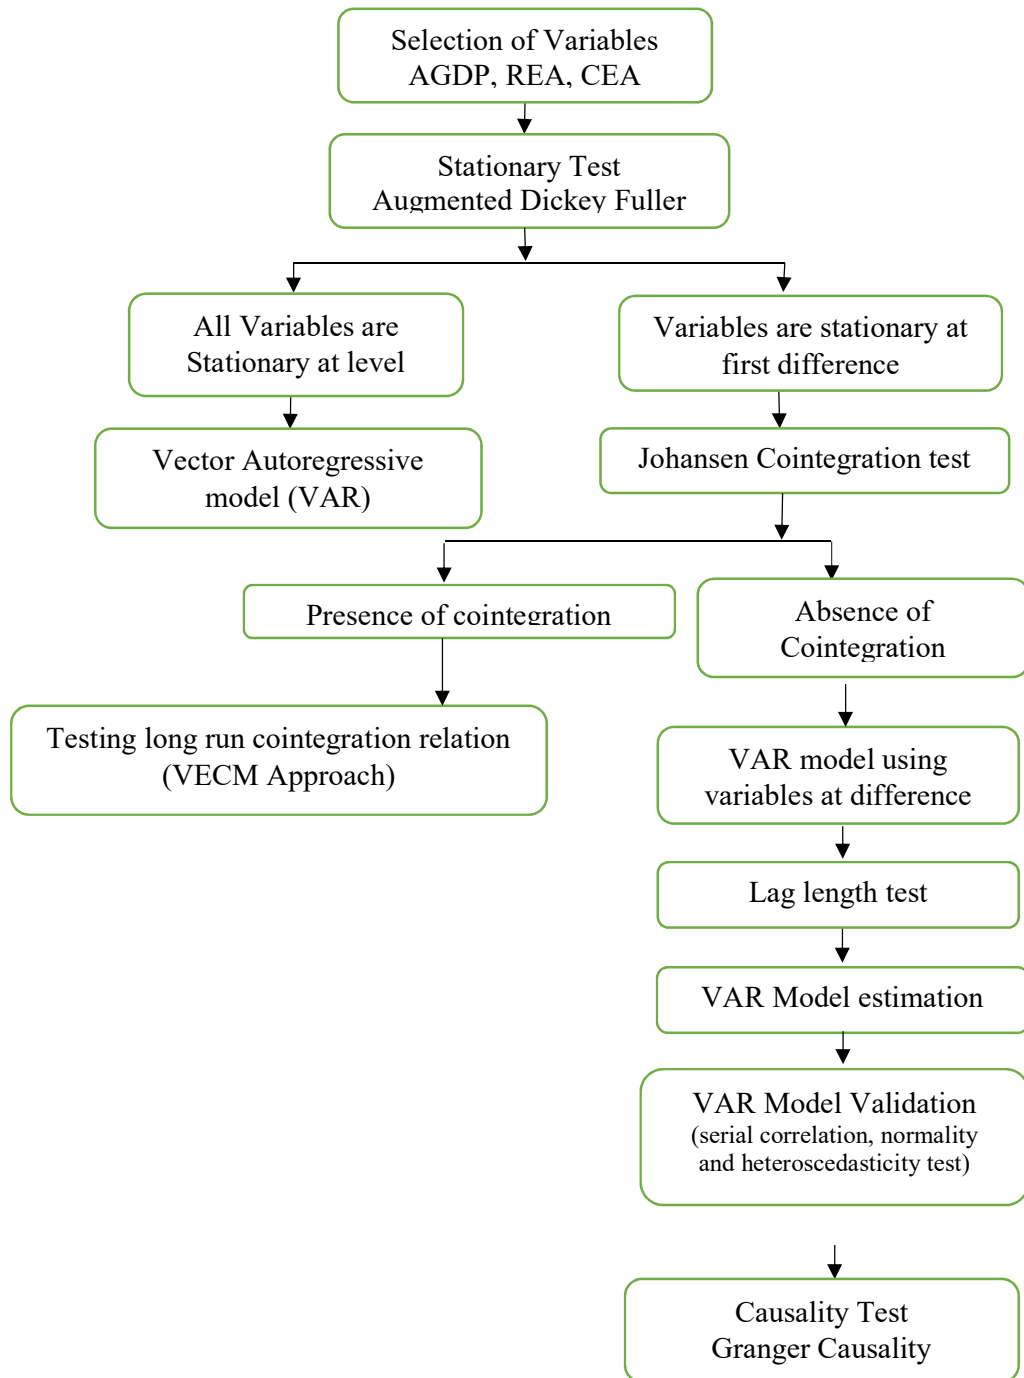 Selection of Variables
AGDP, REA, CEA
Stationary Test
Augmented Dickey Fuller
All Variables are
Stationary at level
Variables are stationary at
first difference
Vector Autoregressive
model (VAR)
Johansen Cointegration test
Presence of cointegration
Absence of
Cointegration
Testing long run cointegration relation
(VECM Approach)
VAR model using
variables at difference
Lag length test
VAR Model estimation
VAR Model Validation
(serial correlation, normality
and heteroscedasticity test)
Causality Test
Granger Causality